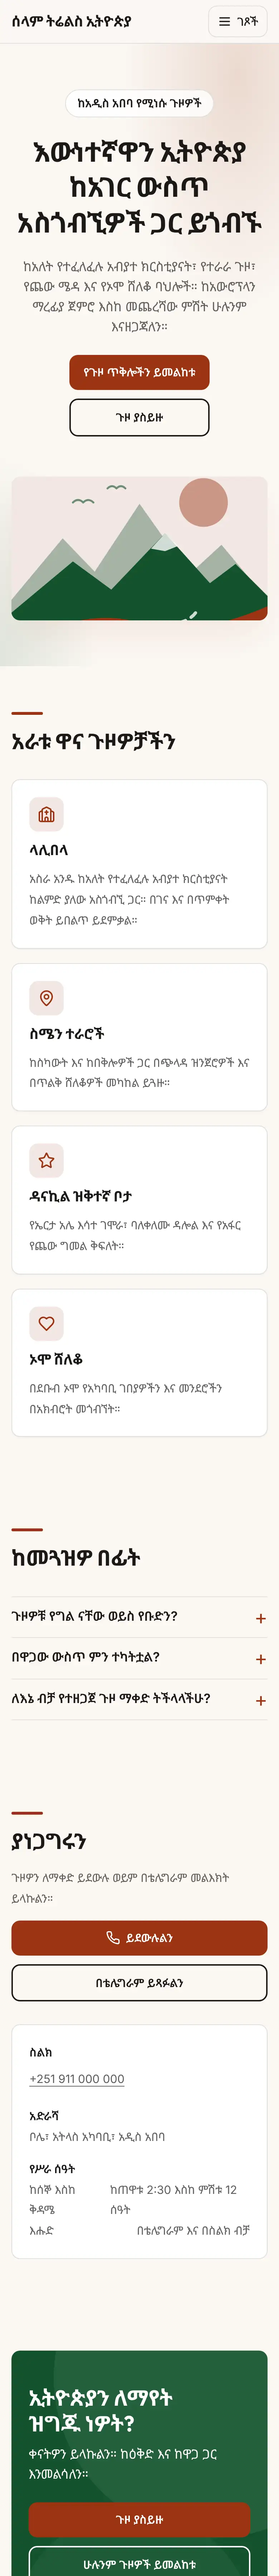 ሰላም ትሬልስ ኢትዮጵያ
ገጾች
ከአዲስ አበባ የሚነሱ ጉዞዎች
እውነተኛዋን ኢትዮጵያ
ከአገር ውስጥ
አስጎብኚዎች ጋር ይጎብኙ
ከአለት የተፈለፈሉ አብያተ ክርስቲያናት፣ የተራራ ጉዞ፣
የጨው ሜዳ እና የኦሞ ሸለቆ ባህሎች። ከአውሮፕላን
ማረፊያ ጀምሮ እስከ መጨረሻው ምሽት ሁሉንም
እናዘጋጃለን።
የጉዞ ጥቅሎችን ይመልከቱ
ጉዞ ያስይዙ
አራቱ ዋና ጉዞዎቻችን
ላሊበላ
አስራ አንዱ ከአለት የተፈለፈሉ አብያተ ክርስቲያናት
ከልምድ ያለው አስጎብኚ ጋር። በገና እና በጥምቀት
ወቅት ይበልጥ ይደምቃል።
ስሜን ተራሮች
ከስካውት እና ከበቅሎዎች ጋር በጭላዳ ዝንጀሮዎች እና
በጥልቅ ሸለቆዎች መካከል ይጓዙ።
ዳናኪል ዝቅተኛ ቦታ
የኤርታ አሌ እሳተ ገሞራ፣ ባለቀለሙ ዳሎል እና የአፋር
የጨው ግመል ቅፍለት።
ኦሞ ሸለቆ
በደቡብ ኦሞ የአካባቢ ገበያዎችን እና መንደሮችን
በአክብሮት መጎብኘት።
ከመጓዝዎ በፊት
ጉዞዎቹ የግል ናቸው ወይስ የቡድን?
በዋጋው ውስጥ ምን ተካትቷል?
ለእኔ ብቻ የተዘጋጀ ጉዞ ማቀድ ትችላላችሁ?
ያነጋግሩን
ጉዞዎን ለማቀድ ይደውሉ ወይም በቴሌግራም መልእክት
ይላኩልን።
ይደውሉልን
በቴሌግራም ይጻፉልን
ስልክ
+251 911 000 000
አድራሻ
ቦሌ፣ አትላስ አካባቢ፣ አዲስ አበባ
የሥራ ሰዓት
ከሰኞ እስከ ቅዳሜ
ከጠዋቱ 2:30 እስከ ምሽቱ 12 ሰዓት
እሑድ
በቴሌግራም እና በስልክ ብቻ
ኢትዮጵያን ለማየት
ዝግጁ ነዎት?
ቀናትዎን ይላኩልን። ከዕቅድ እና ከዋጋ ጋር
እንመልሳለን።
ጉዞ ያስይዙ
ሁሉንም ጉዞዎች ይመልከቱ